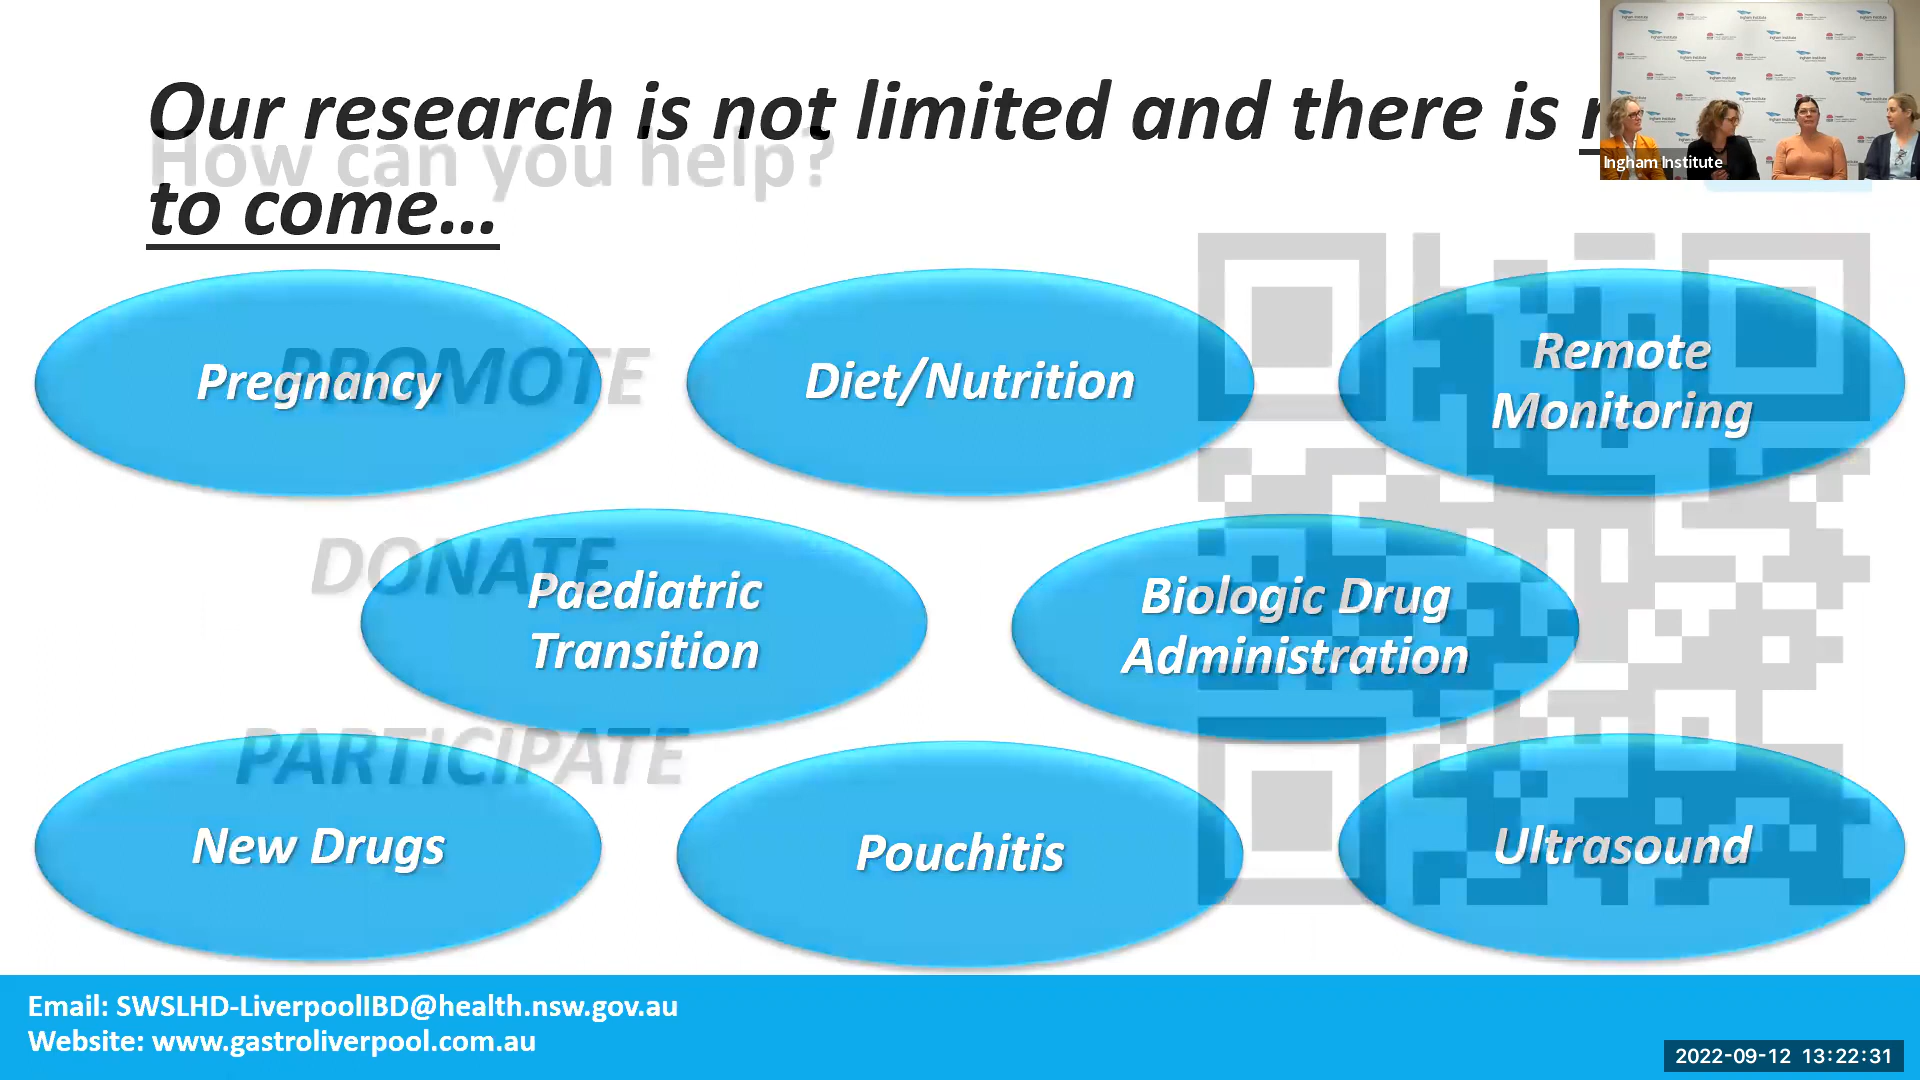 Our research is not limited and there is
How can you help?
to come...
Ingham Institute
Pregnancy
PROMOTE
Diet/Nutrition
Remote
Monitoring
DONATE
Paediatric
Transition
Biologic Drug
Administration
PARTICIPATE
New Drugs
Pouchitis
Ultrasound
Email: SWSLHD-LiverpoolIBD@health.nsw.gov.au
Website: www.gastroliverpool.com.au
2022-09-12 13:22:31